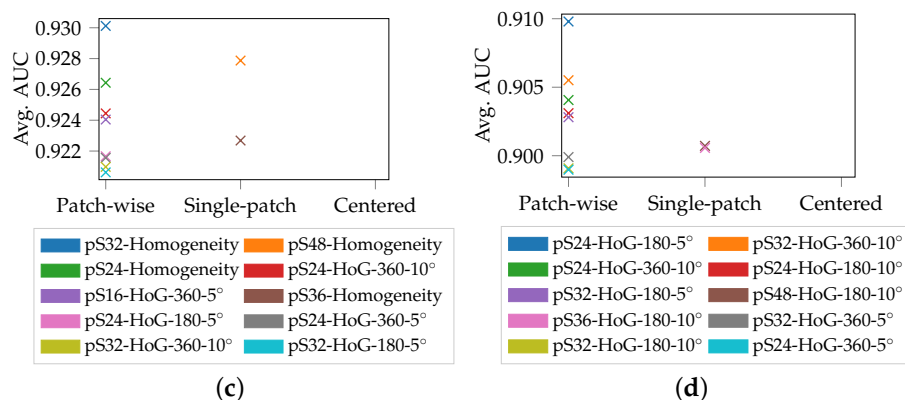 Avg. AUC
0.930
0.928
0.926
0.924
0.922
Patch-wise Single-patch Centered
pS32-Homogeneity pS48-Homogeneity
pS24-Homogeneity pS24-HoG-360-10°
pS16-HoG-360-5° pS36-Homogeneity
pS24-HoG-180-5° pS24-HoG-360-5°
pS32-HoG-360-10° pS32-HoG-180-5°
(c)
Avg. AUC
0.910
0.905
0.900
Patch-wise Single-patch Centered
pS24-HoG-180-5° pS32-HoG-360-10°
pS24-HoG-360-10° pS24-HoG-180-10°
pS32-HoG-180-5° pS48-HoG-180-10°
pS36-HoG-180-10° pS32-HoG-360-5°
pS32-HoG-180-10° pS24-HoG-360-5°
(d)